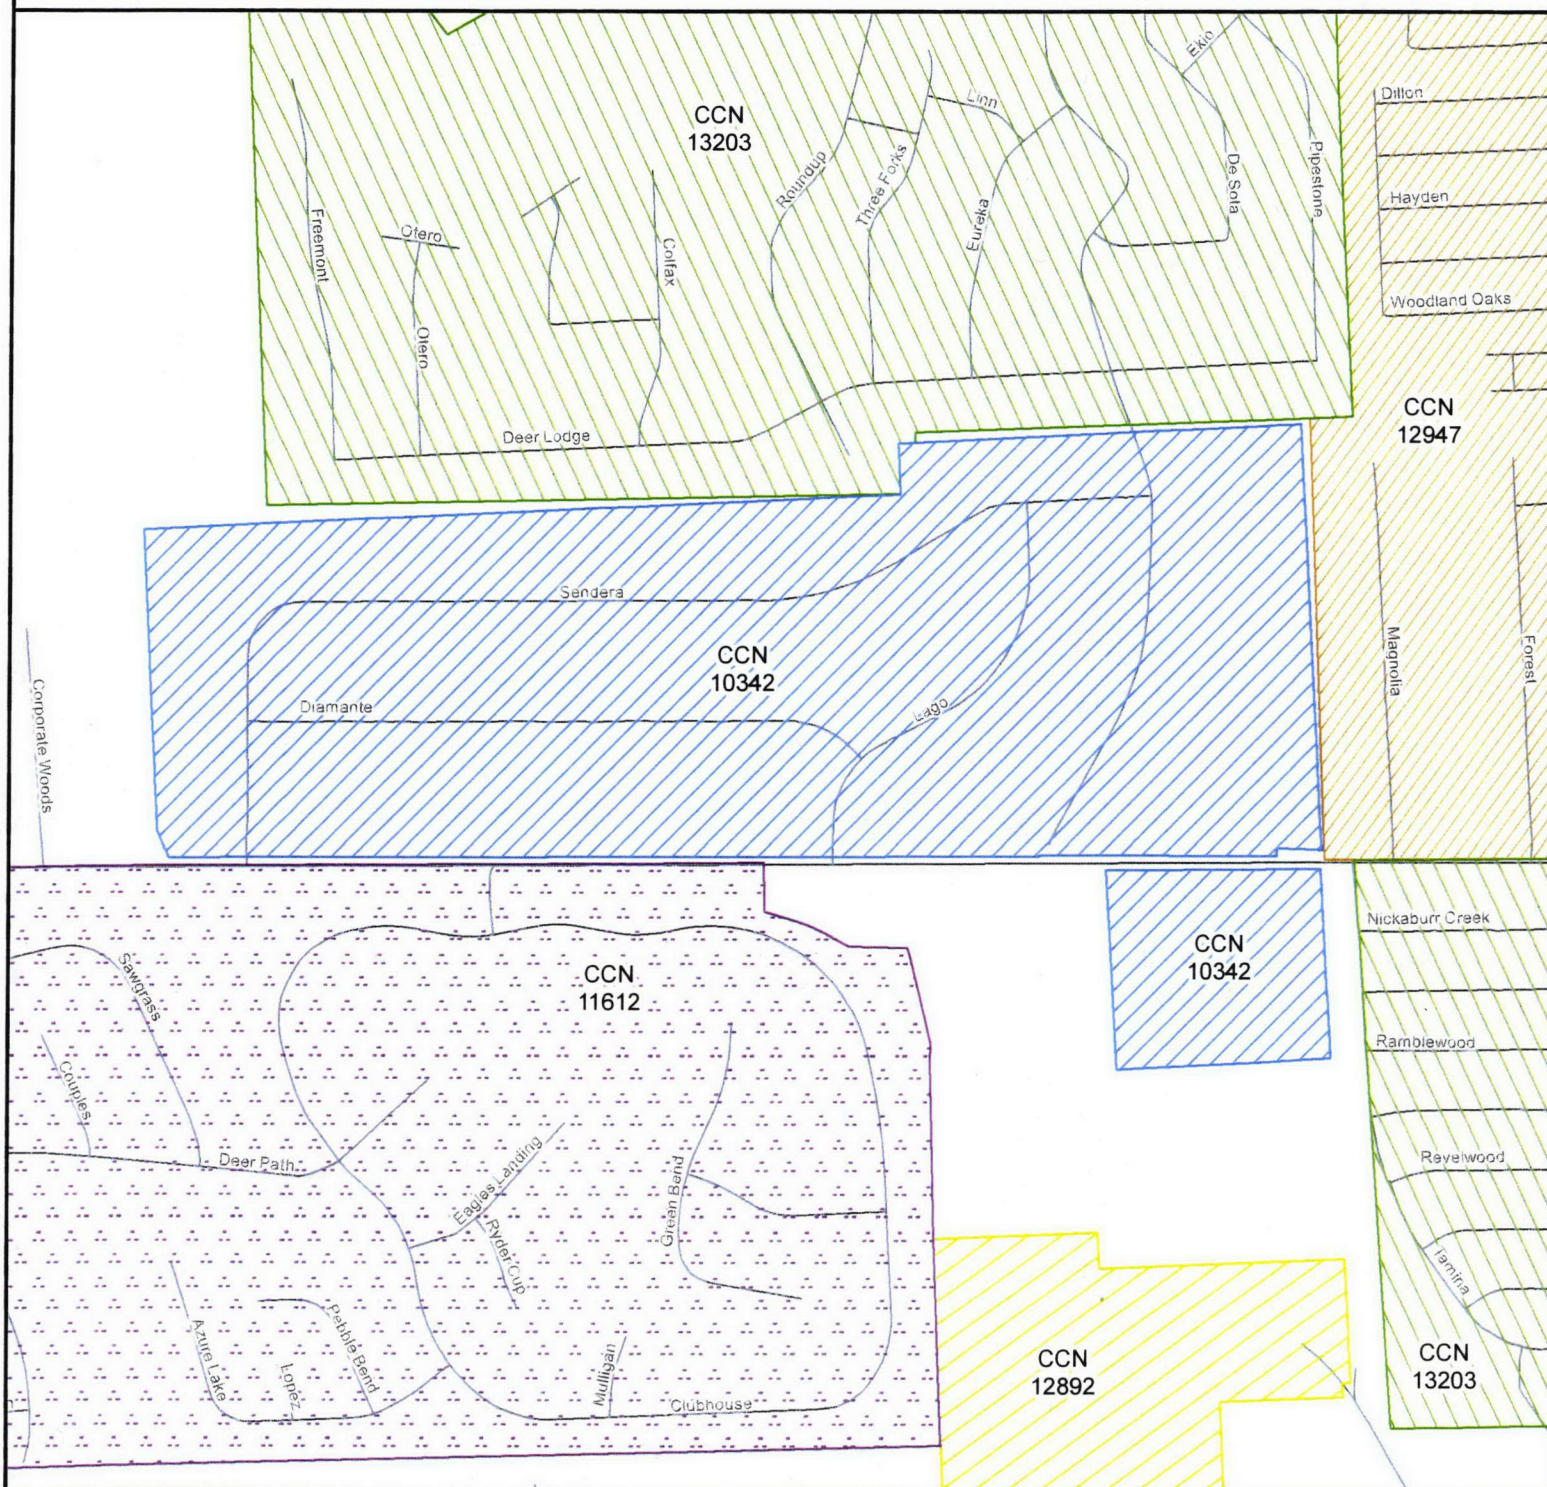 Ekio
Dillon
Linn
CCN
13203
Roundup
Three Forks
De Sota
Pipestone
Hayden
Freemont
Otero
Colfax
Eureka
Otero
Woodland Oaks
CCN
12947
Deer Lodge
Sendera
CCN
10342
Magnolia
Forest
Diamante
Lago
Corporate Woods
Nickaburr Creek
CCN
10342
CCN
11612
Sawgrass
Ramblewood
Couples
Deer Path
Revelwood
Eagles Landing
Green Bend
Ryder Cup
Tamina
Azure Lake
Pebble Bend
Lopez
Mulligan
Clubhouse
CCN
12892
CCN
13203